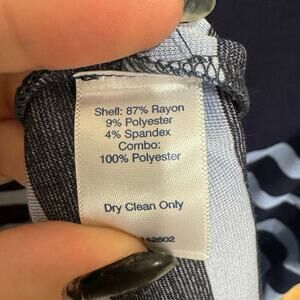 Shell: 87% Rayon
9% Polyester
4% Spandex
Combo:
100% Polyester
Dry Clean Only